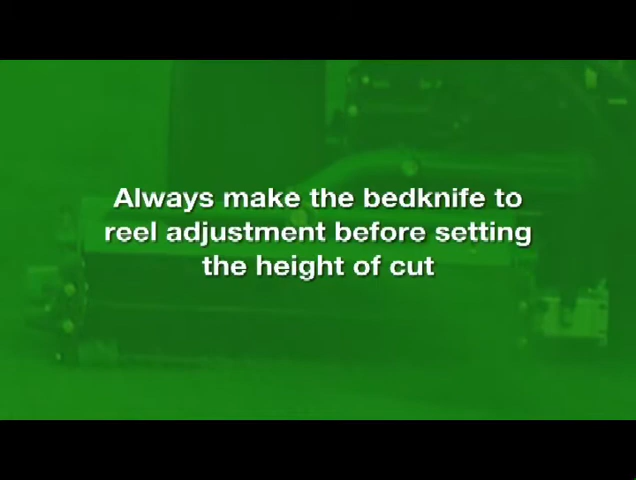 Always make the bedknife to
reel adjustment before setting
the height of cut